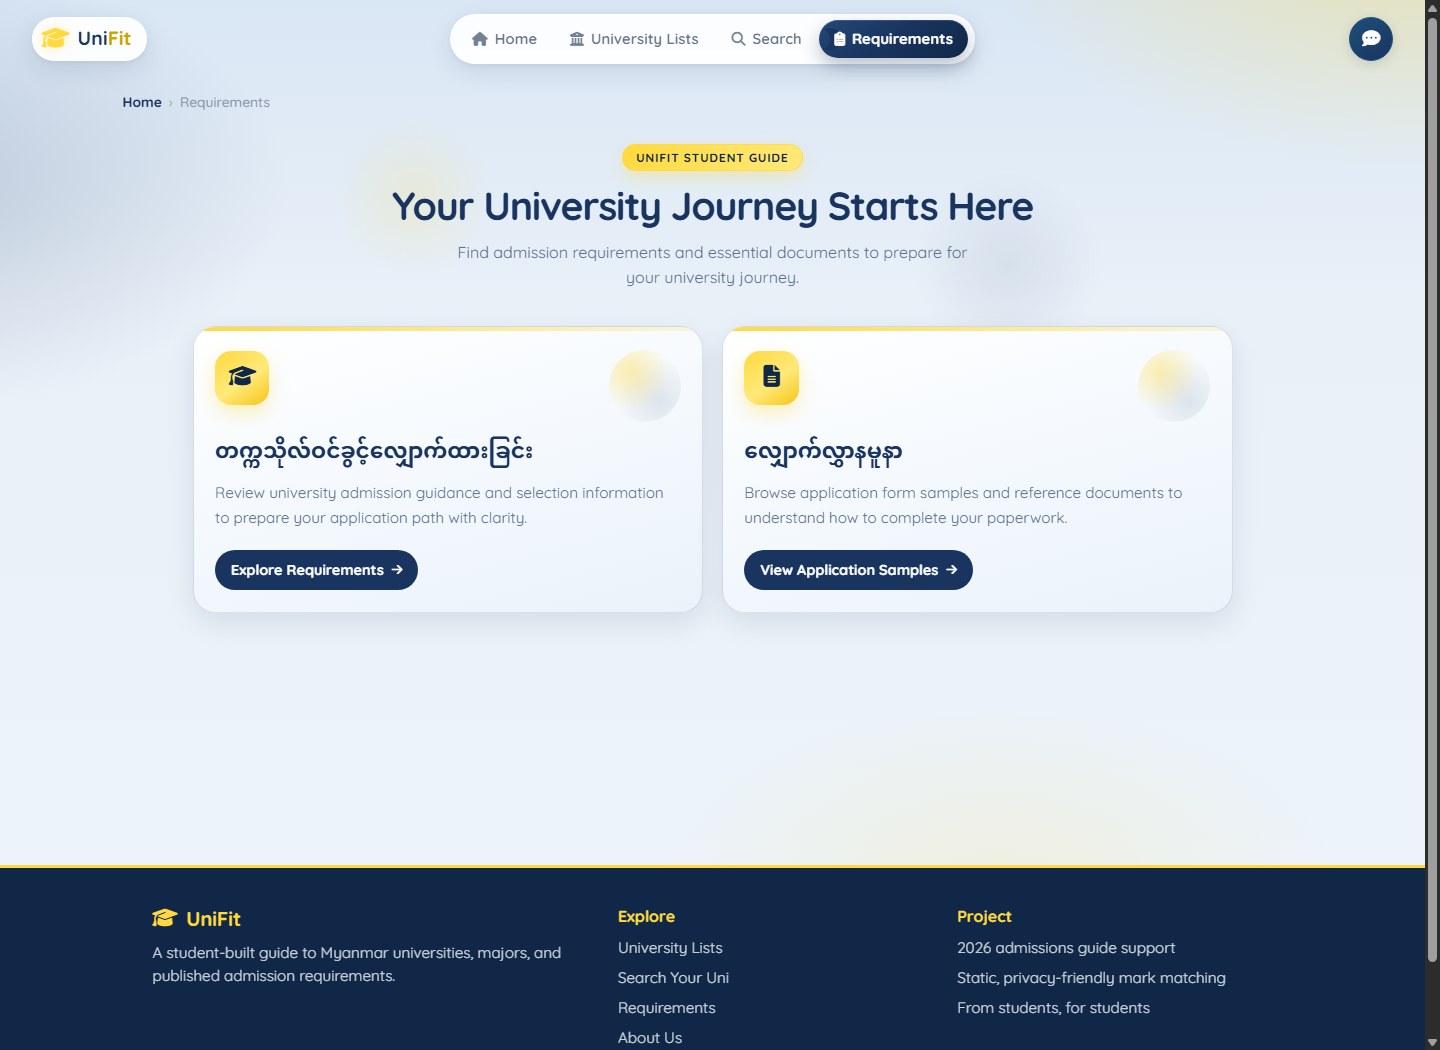 UniFit
Home
University Lists
Search
Requirements
Home › Requirements
UNIFIT STUDENT GUIDE
Your University Journey Starts Here
Find admission requirements and essential documents to prepare for
your university journey.
တက္ကသိုလ်ဝင်ခွင့်လျှောက်ထားခြင်း
Review university admission guidance and selection information
to prepare your application path with clarity.
Explore Requirements →
လျှောက်လွှာနမူနာ
Browse application form samples and reference documents to
understand how to complete your paperwork.
View Application Samples →
UniFit
A student-built guide to Myanmar universities, majors, and
published admission requirements.
Explore
University Lists
Search Your Uni
Requirements
About Us
Project
2026 admissions guide support
Static, privacy-friendly mark matching
From students, for students